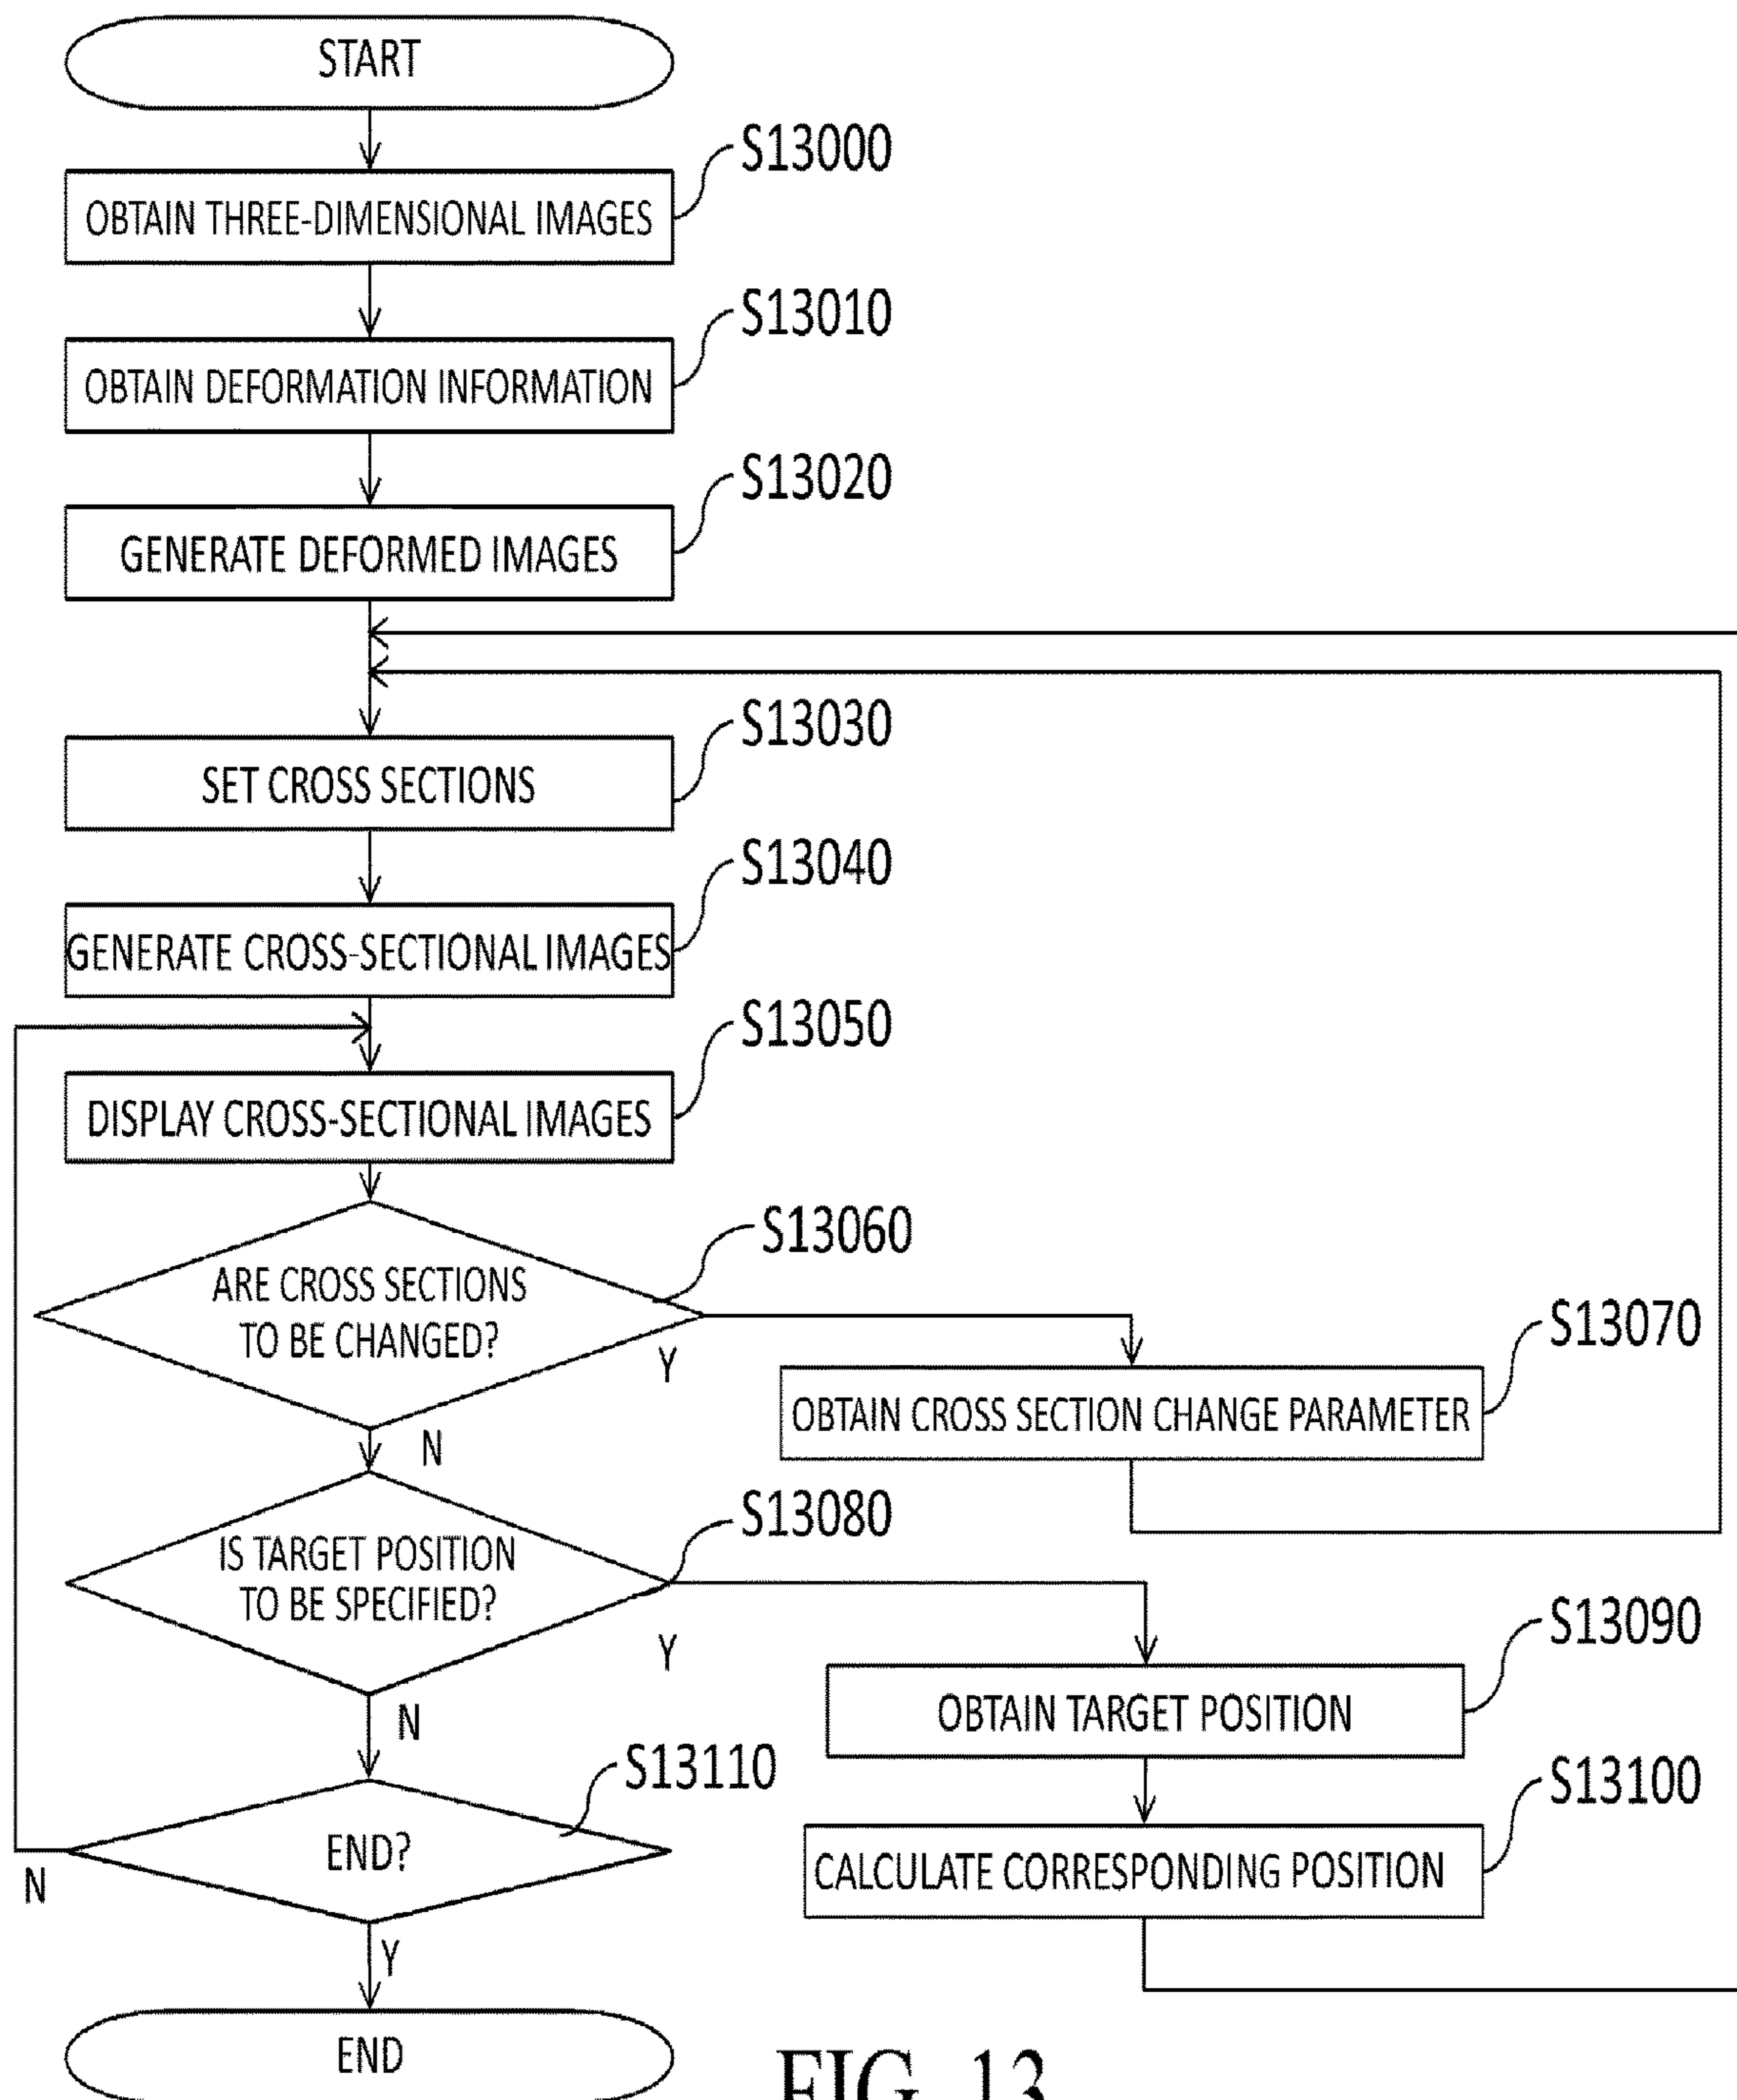 START
S13000
OBTAIN THREE-DIMENSIONAL IMAGES
S13010
OBTAIN DEFORMATION INFORMATION
S13020
GENERATE DEFORMED IMAGES
S13030
SET CROSS SECTIONS
S13040
GENERATE CROSS-SECTIONAL IMAGES
S13050
DISPLAY CROSS-SECTIONAL IMAGES
S13060
ARE CROSS SECTIONS
TO BE CHANGED?
Y
N
S13070
OBTAIN CROSS SECTION CHANGE PARAMETER
S13080
IS TARGET POSITION
TO BE SPECIFIED?
Y
N
S13090
OBTAIN TARGET POSITION
S13100
CALCULATE CORRESPONDING POSITION
S13110
END?
N
Y
END
FIG. 13